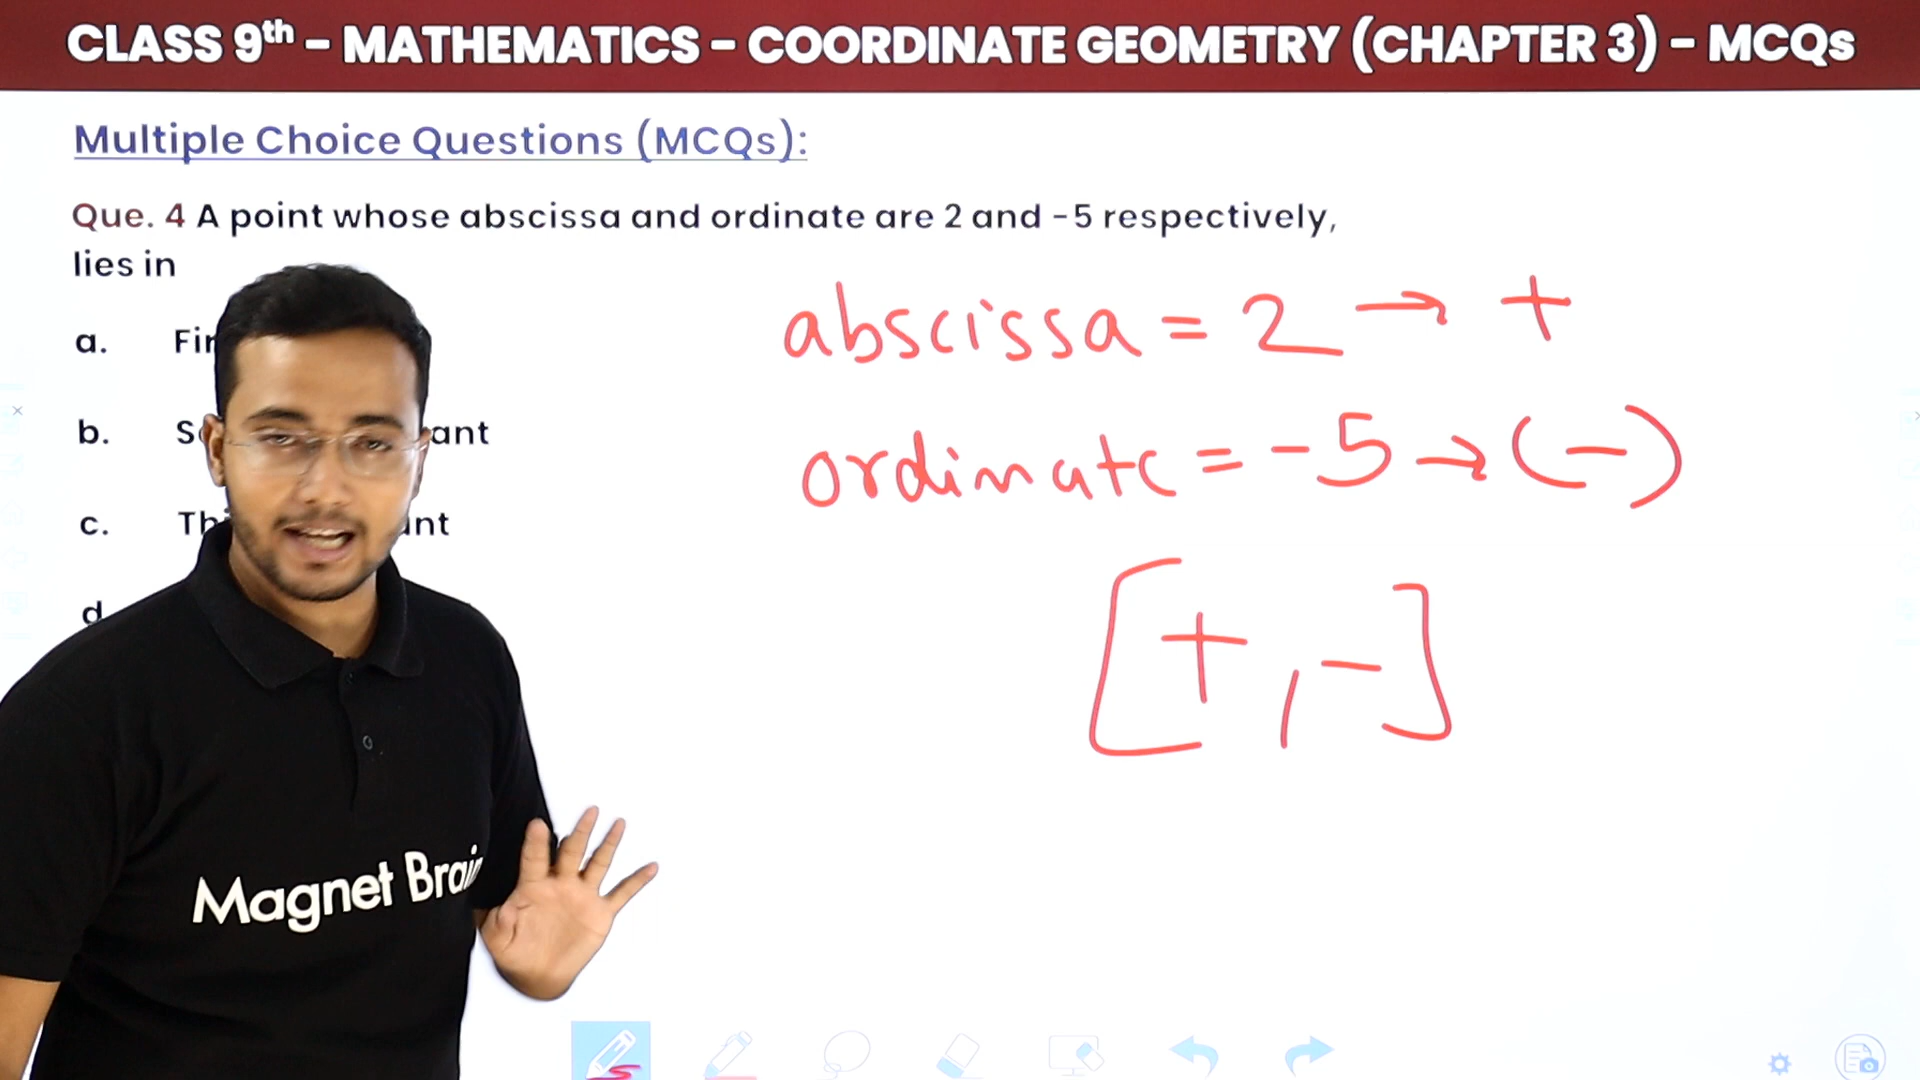 CLASS 9th – MATHEMATICS – COORDINATE GEOMETRY (CHAPTER 3) – MCQs
Multiple Choice Questions (MCQs):
Que. 4 A point whose abscissa and ordinate are 2 and -5 respectively,
lies in
a.
b.
c.
d
abscissa = 2 → +
ordinate = -5 → (-)
[+, -]
Magnet Brain